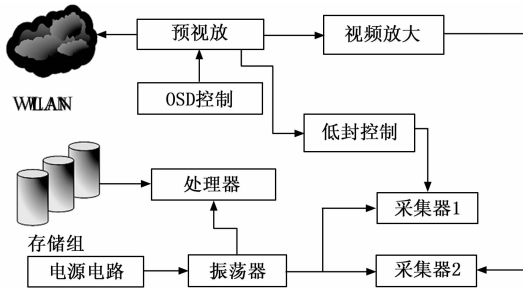 预视放
视频放大
WLAN
OSD控制
低封控制
处理器
采集器1
存储组
电源电路
振荡器
采集器2